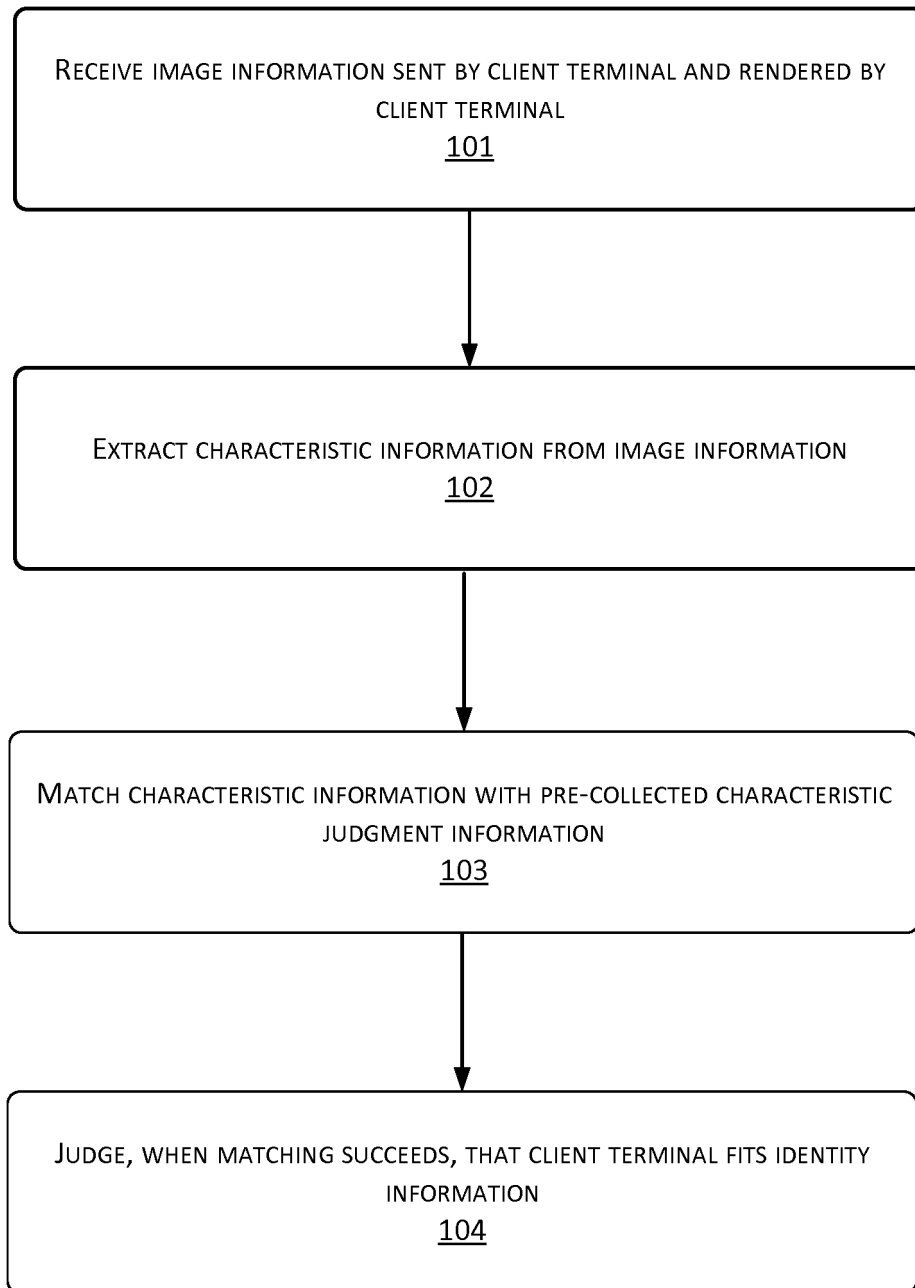 RECEIVE IMAGE INFORMATION SENT BY CLIENT TERMINAL AND RENDERED BY
CLIENT TERMINAL
101
EXTRACT CHARACTERISTIC INFORMATION FROM IMAGE INFORMATION
102
MATCH CHARACTERISTIC INFORMATION WITH PRE-COLLECTED CHARACTERISTIC
JUDGMENT INFORMATION
103
JUDGE, WHEN MATCHING SUCCEEDS, THAT CLIENT TERMINAL FITS IDENTITY
INFORMATION
104